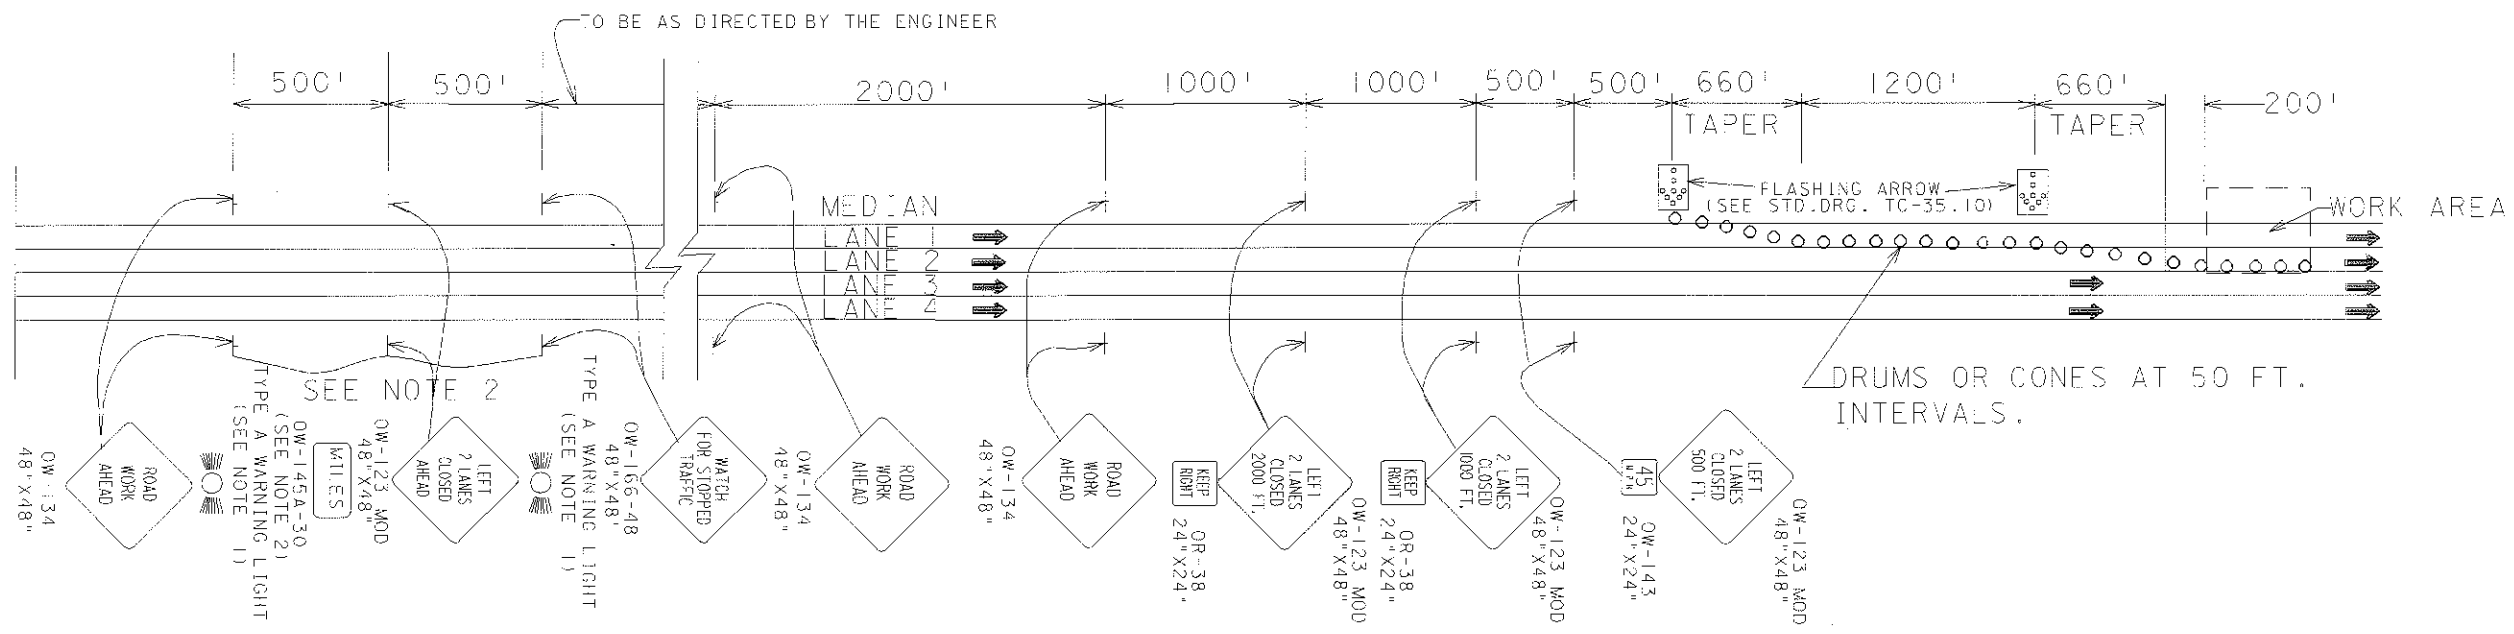 TO BE AS DIRECTED BY THE ENGINEER
500'
500'
2000'
1000'
1000'
500'
500'
660'
TAPER
1200'
660'
TAPER
200'
FLASHING ARROW
(SEE STD.DRG. TC-35.10)
WORK AREA
MEDIAN
LANE 1
LANE 2
LANE 3
LANE 4
SEE NOTE 2
DRUMS OR CONES AT 50 FT.
INTERVALS.
OW-134
48"X48"
ROAD
WORK
AHEAD
TYPE A WARNING LIGHT
(SEE NOTE 1)
OW-145A-30
(SEE NOTE 2)
MILES
OW-123 MOD
48"X48"
LEFT
2 LANES
CLOSED
AHEAD
TYPE A WARNING LIGHT
(SEE NOTE 1)
OW-166-48
48"X48'
WATCH
FOR STOPPED
TRAFFIC
OW-134
48"X48"
ROAD
WORK
AHEAD
OW-134
48"X48"
ROAD
WORK
AHEAD
KEEP
RIGHT
OR-38
24"X24"
LEFT
2 LANES
CLOSED
2000 FT.
OW-123 MOD
48"X48"
KEEP
RIGHT
OR-38
24"X24"
LEFT
2 LANES
CLOSED
1000 FT.
OW-123 MOD
48"X48"
45
M P H
OW-143
24"X24"
LEFT
2 LANES
CLOSED
500 FT.
OW-123 MOD
48"X48"